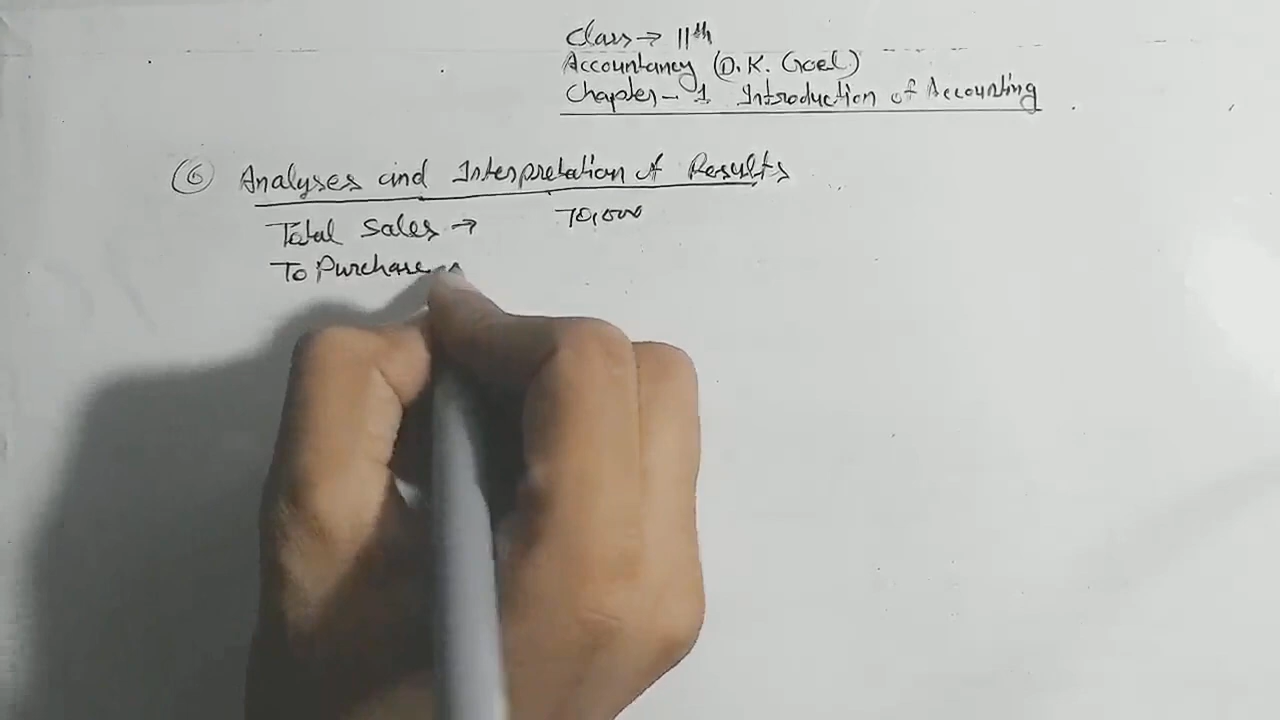 Class → 11th
Accountancy (D.K. Goel)
Chapter - 1 Introduction of Accounting
(6) Analyses and Interpretation of Results
Total Sales → 70,000
To Purchase